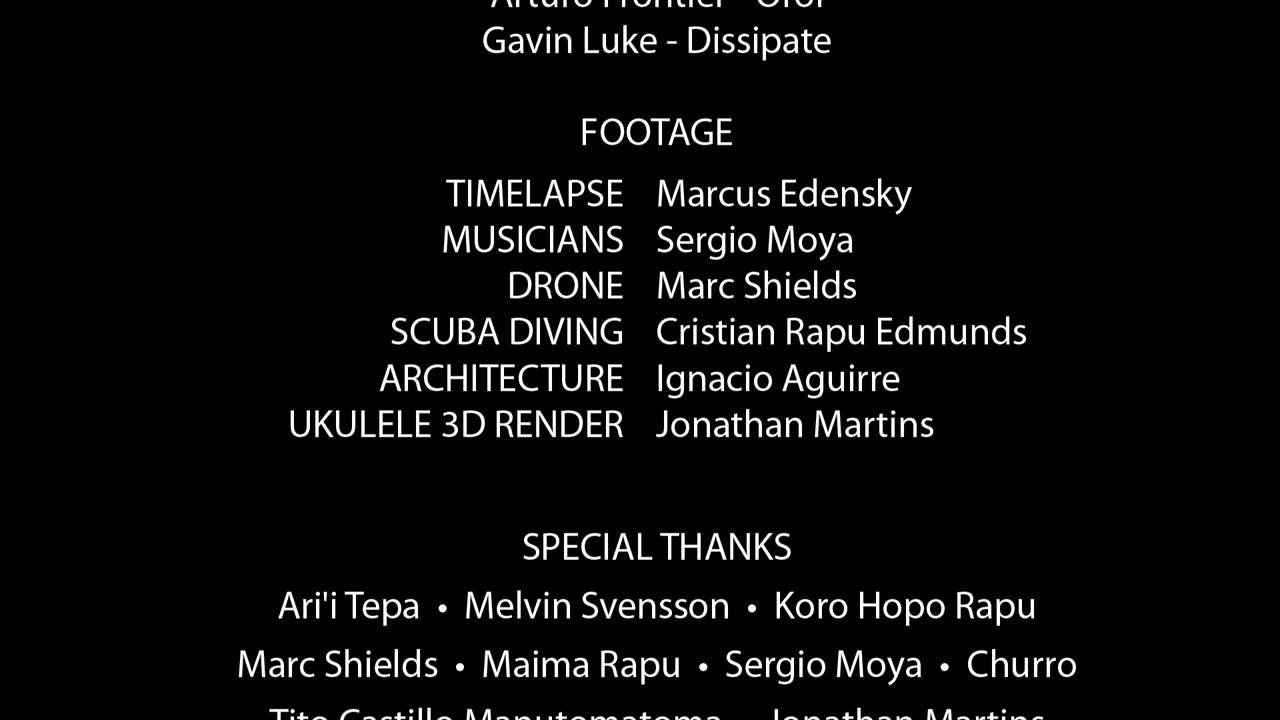 Gavin Luke - Dissipate
FOOTAGE
TIMELAPSE Marcus Edensky
MUSICIANS Sergio Moya
DRONE Marc Shields
SCUBA DIVING Cristian Rapu Edmunds
ARCHITECTURE Ignacio Aguirre
UKULELE 3D RENDER Jonathan Martins
SPECIAL THANKS
Ari'i Tepa • Melvin Svensson • Koro Hopo Rapu
Marc Shields • Maima Rapu • Sergio Moya • Churro
Jonathan Martins